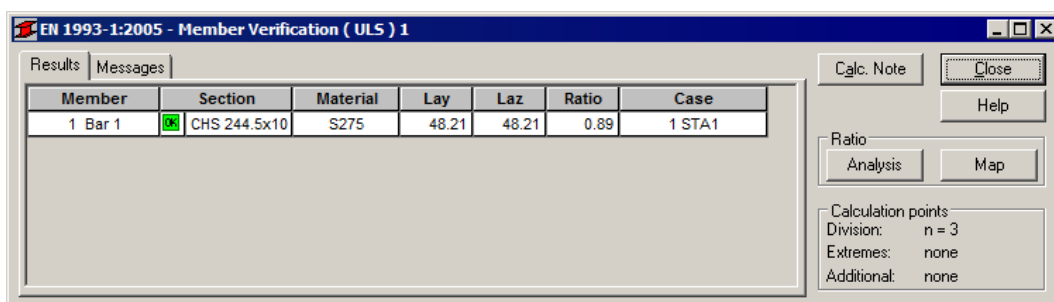 EN 1993-1:2005 - Member Verification ( ULS ) 1
Results Messages
Member Section Material Lay Laz Ratio Case
1 Bar 1 OK CHS 244.5x10 S275 48.21 48.21 0.89 1 STA1
Calc. Note Close
Help
Ratio
Analysis Map
Calculation points
Division: n = 3
Extremes: none
Additional: none